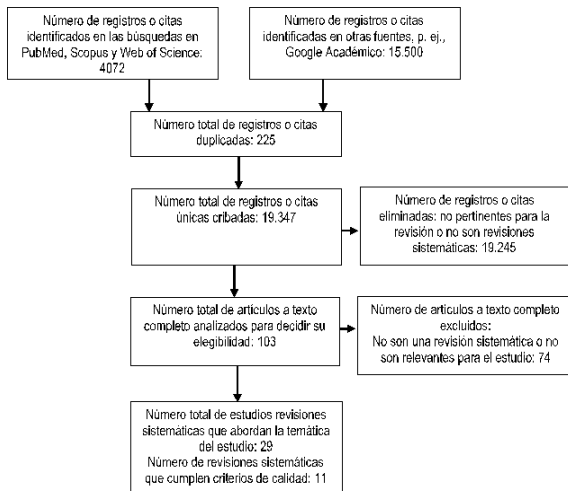 Número de registros o citas
identificados en las búsquedas en
PubMed, Scopus y Web of Science:
4072
Número de registros o citas
identificadas en otras fuentes, p. ej.,
Google Académico: 15.500
Número total de registros o citas
duplicadas: 225
Número total de registros o citas
únicas cribadas: 19.347
Número de registros o citas
eliminadas: no pertinentes para la
revisión o no son revisiones
sistemáticas: 19.245
Número total de artículos a texto
completo analizados para decidir su
elegibilidad: 103
Número de artículos a texto completo
excluidos:
No son una revisión sistemática o no
son relevantes para el estudio: 74
Número total de estudios revisiones
sistemáticas que abordan la temática
del estudio: 29
Número de revisiones sistemáticas
que cumplen criterios de calidad: 11